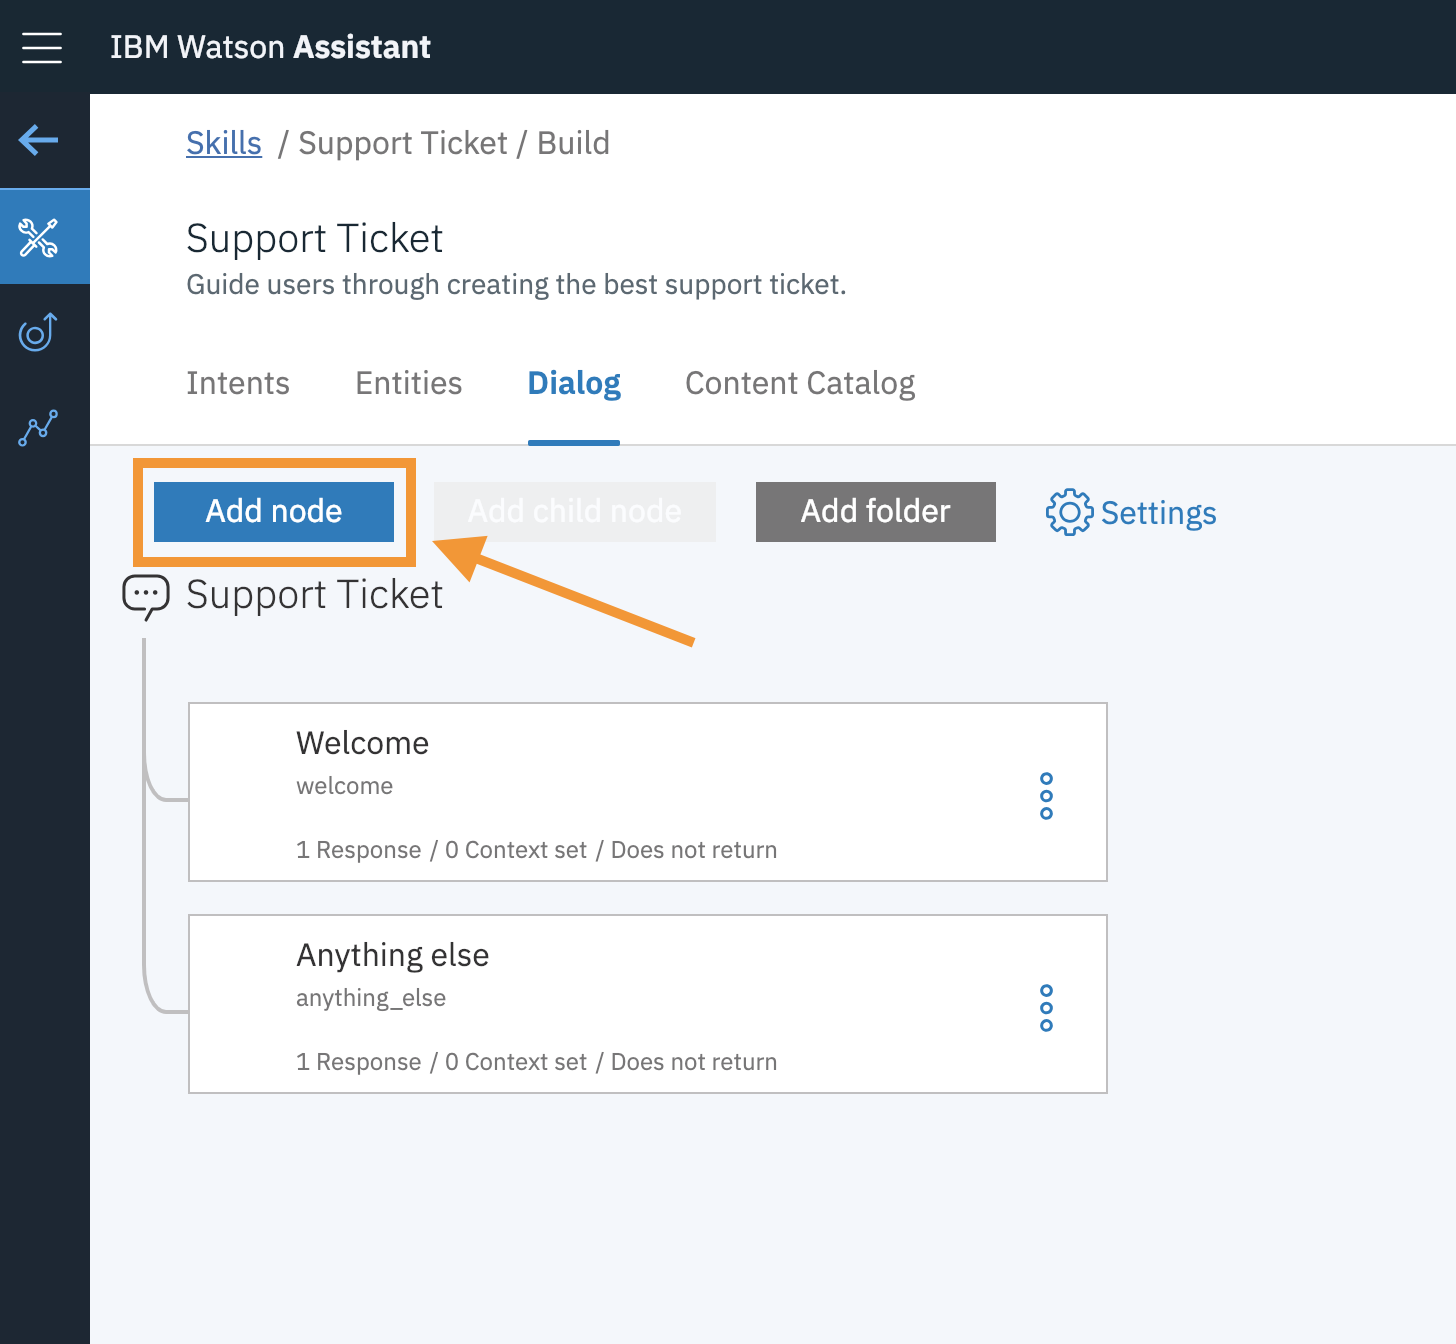 IBM Watson Assistant
Skills / Support Ticket / Build
Support Ticket
Guide users through creating the best support ticket.
Intents Entities Dialog Content Catalog
Add node Add child node Add folder Settings
Support Ticket
Welcome
welcome
1 Response / 0 Context set / Does not return
Anything else
anything_else
1 Response / 0 Context set / Does not return